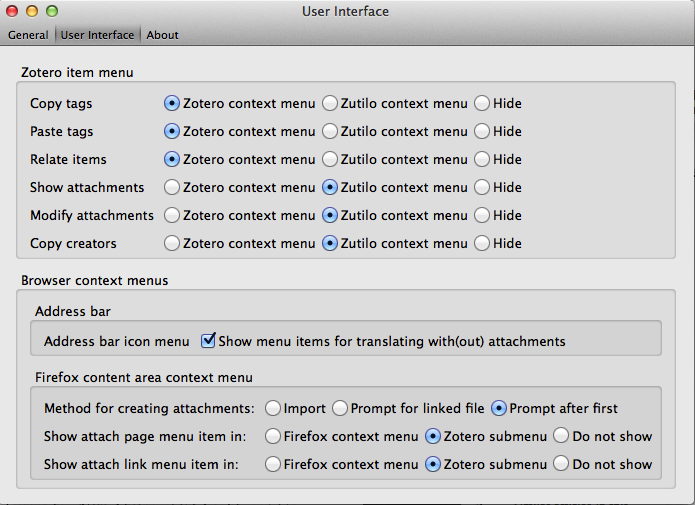 User Interface
General User Interface About
Zotero item menu
Copy tags Zotero context menu Zutilo context menu Hide
Paste tags Zotero context menu Zutilo context menu Hide
Relate items Zotero context menu Zutilo context menu Hide
Show attachments Zotero context menu Zutilo context menu Hide
Modify attachments Zotero context menu Zutilo context menu Hide
Copy creators Zotero context menu Zutilo context menu Hide
Browser context menus
Address bar
Address bar icon menu Show menu items for translating with(out) attachments
Firefox content area context menu
Method for creating attachments: Import Prompt for linked file Prompt after first
Show attach page menu item in: Firefox context menu Zotero submenu Do not show
Show attach link menu item in: Firefox context menu Zotero submenu Do not show